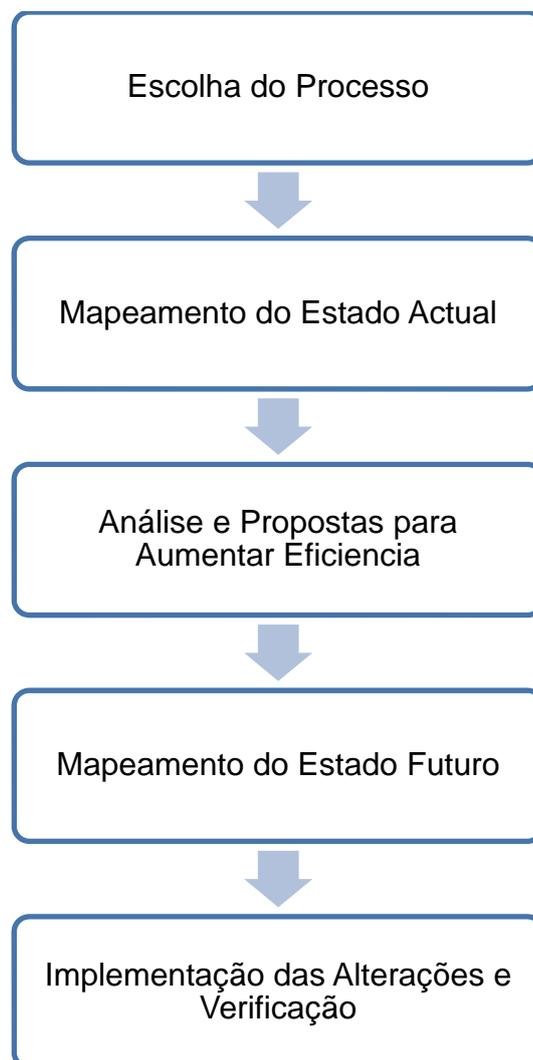 Escolha do Processo
Mapeamento do Estado Actual
Análise e Propostas para
Aumentar Eficiencia
Mapeamento do Estado Futuro
Implementação das Alterações e
Verificação